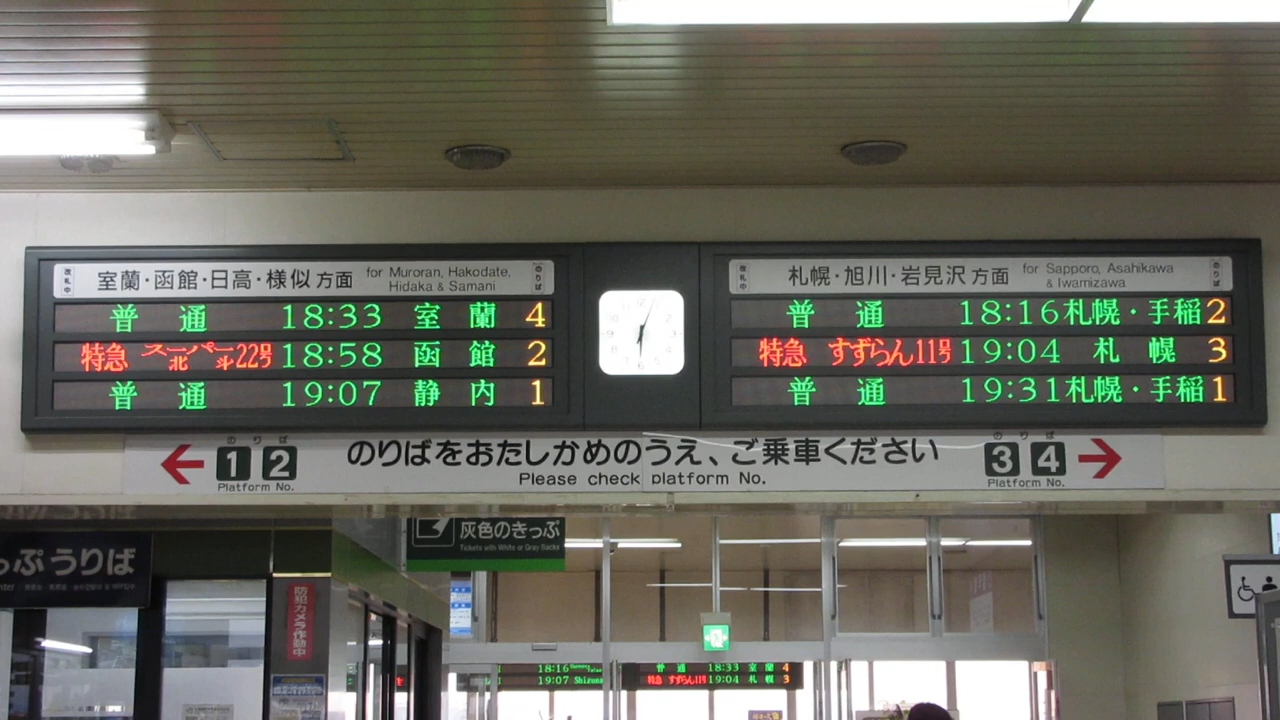 改札中
室蘭・函館・日高・様似方面
for Muroran, Hakodate,
Hidaka & Samani
のりば
普通 18:33 室蘭 4
特急 スーパー北斗22号 18:58 函館 2
普通 19:07 静内 1
改札中
札幌・旭川・岩見沢方面
for Sapporo, Asahikawa
& Iwamizawa
のりば
普通 18:16 札幌・手稲 2
特急 すずらん11号 19:04 札幌 3
普通 19:31 札幌・手稲 1
のりば
1 2
Platform No.
のりばをおたしかめのうえ、ご乗車ください
Please check platform No.
のりば
3 4
Platform No.
っぷうりば
灰色のきっぷ
Tickets with White or Gray Backs
防犯カメラ作動中
18:16
19:07
普通 18:33 室蘭 4
特急 すずらん11号 19:04 札幌 3